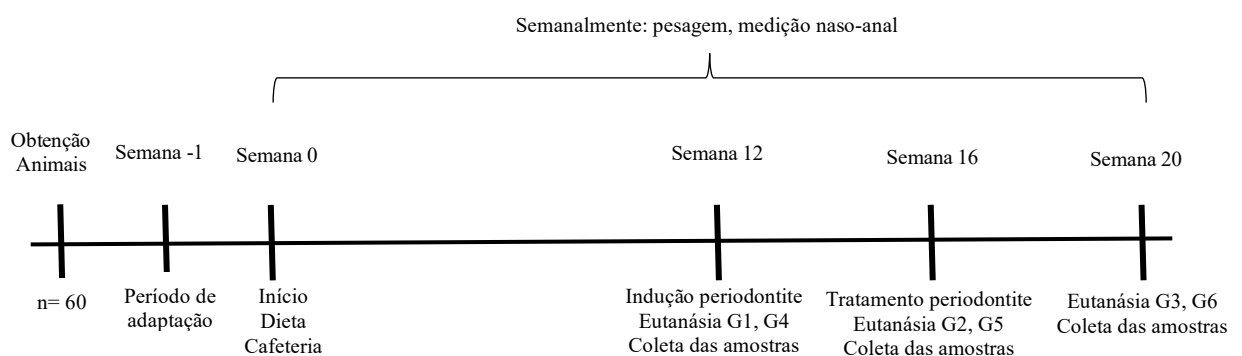 Semanalmente: pesagem, medição naso-anal
Obtenção
Animais
Semana -1
Semana 0
Semana 12
Semana 16
Semana 20
n= 60
Período de
adaptação
Início
Dieta
Cafeteria
Indução periodontite
Eutanásia G1, G4
Coleta das amostras
Tratamento periodontite
Eutanásia G2, G5
Coleta das amostras
Eutanásia G3, G6
Coleta das amostras